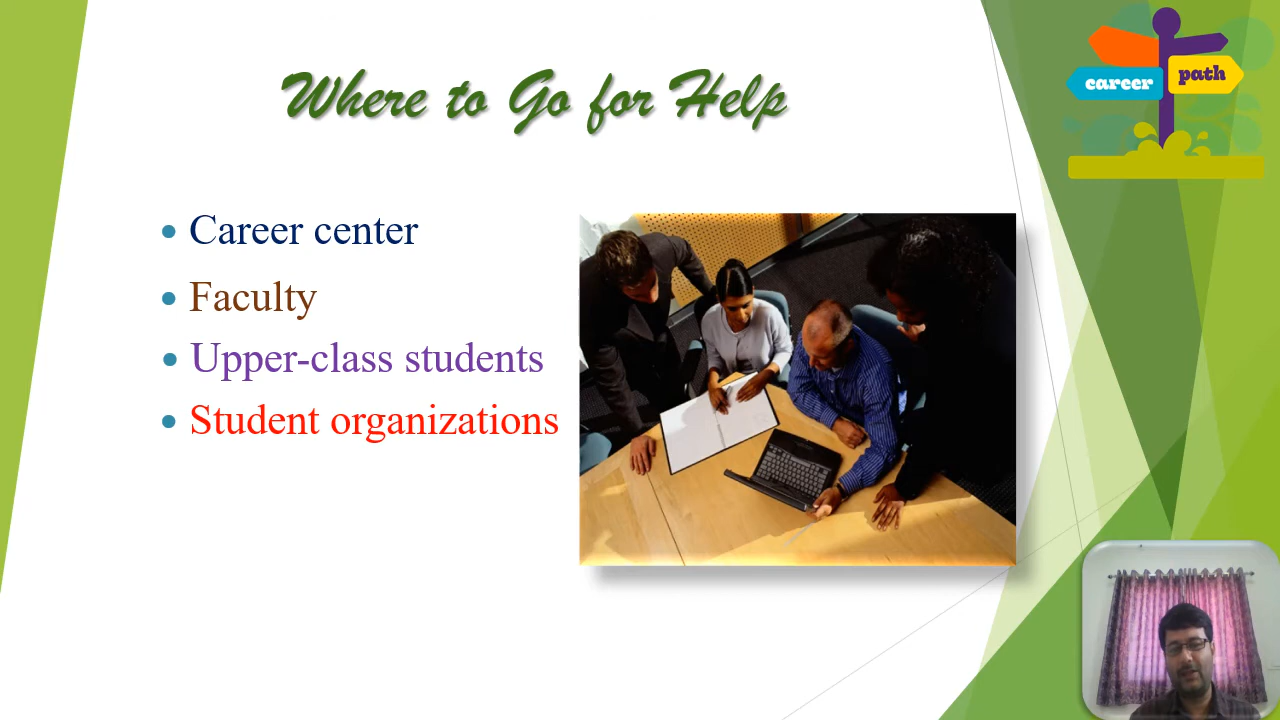 Where to Go for Help
career
path
• Career center
• Faculty
• Upper-class students
• Student organizations